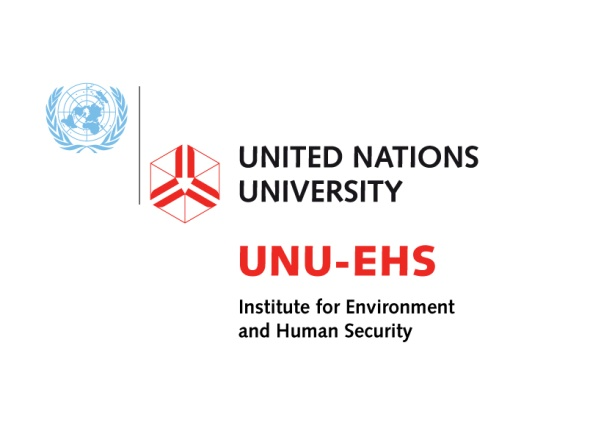 UNITED NATIONS
UNIVERSITY
UNU-EHS
Institute for Environment
and Human Security